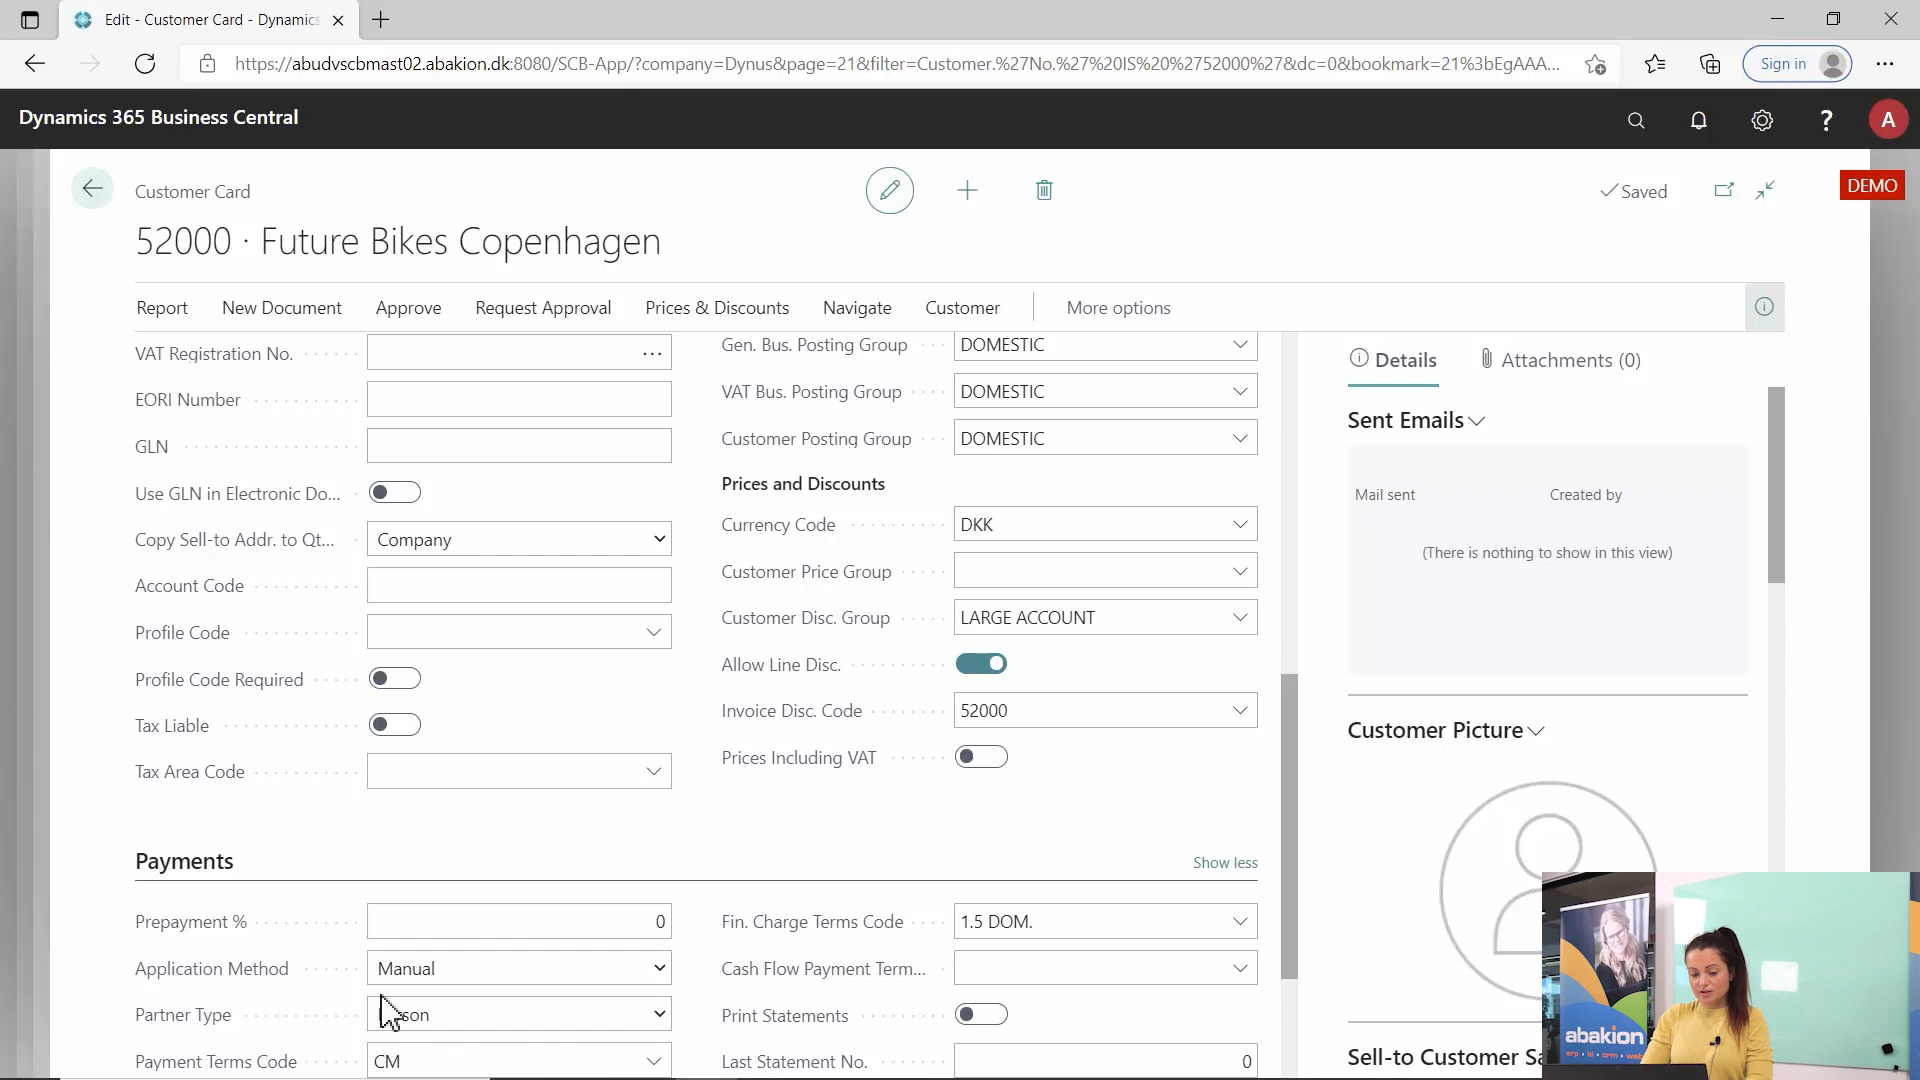 Edit - Customer Card - Dynamics
https://abudvscbmast02.abakion.dk:8080/SCB-App/?company=Dynus&page=21&filter=Customer.%27No.%27%20IS%20%2752000%27&dc=0&bookmark=21%3bEgAAA...
Sign in
Dynamics 365 Business Central
?
A
Customer Card
Saved
DEMO
52000 · Future Bikes Copenhagen
Report
New Document
Approve
Request Approval
Prices & Discounts
Navigate
Customer
More options
VAT Registration No.
EORI Number
GLN
Use GLN in Electronic Do...
Copy Sell-to Addr. to Qt...
Company
Account Code
Profile Code
Profile Code Required
Tax Liable
Tax Area Code
Gen. Bus. Posting Group
DOMESTIC
VAT Bus. Posting Group
DOMESTIC
Customer Posting Group
DOMESTIC
Prices and Discounts
Currency Code
DKK
Customer Price Group
Customer Disc. Group
LARGE ACCOUNT
Allow Line Disc.
Invoice Disc. Code
52000
Prices Including VAT
Payments
Show less
Prepayment %
0
Application Method
Manual
Partner Type
son
Payment Terms Code
CM
Fin. Charge Terms Code
1.5 DOM.
Cash Flow Payment Term...
Print Statements
Last Statement No.
0
Details
Attachments (0)
Sent Emails
Mail sent
Created by
(There is nothing to show in this view)
Customer Picture
Sell-to Customer Sa
abakion
erp • bi • crm • web